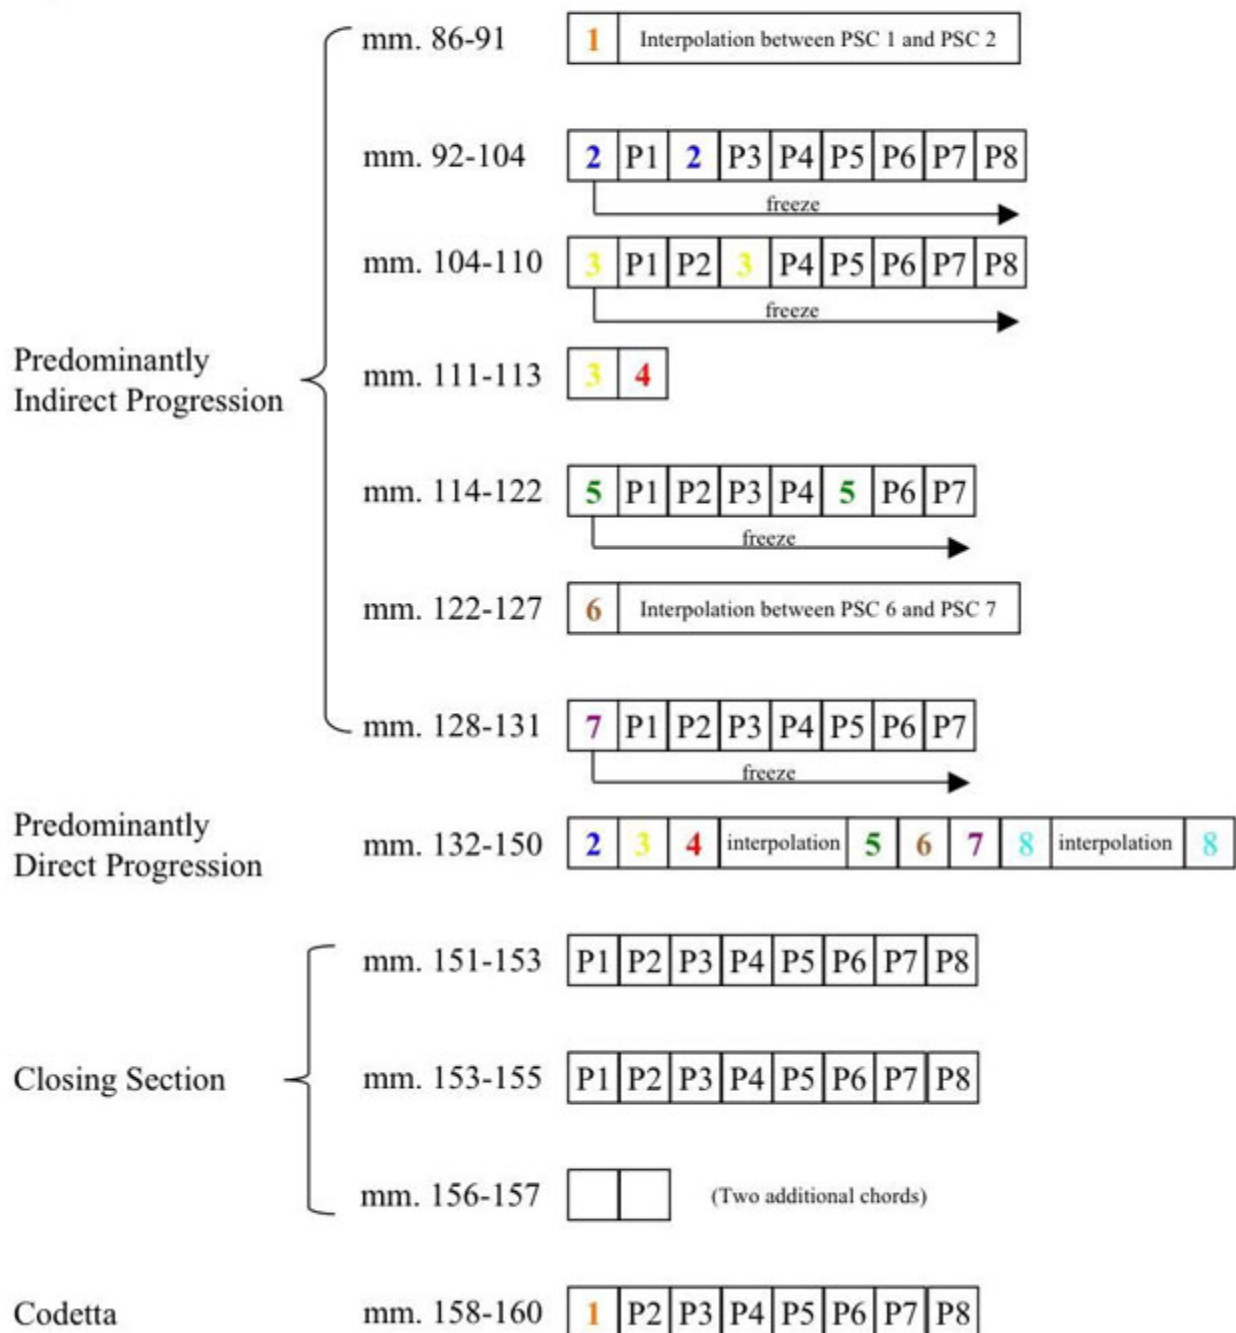 mm. 86-91 1 Interpolation between PSC 1 and PSC 2
mm. 92-104 2 P1 2 P3 P4 P5 P6 P7 P8
freeze
mm. 104-110 3 P1 P2 3 P4 P5 P6 P7 P8
freeze
Predominantly
Indirect Progression
mm. 111-113 3 4
mm. 114-122 5 P1 P2 P3 P4 5 P6 P7
freeze
mm. 122-127 6 Interpolation between PSC 6 and PSC 7
mm. 128-131 7 P1 P2 P3 P4 P5 P6 P7
freeze
Predominantly
Direct Progression
mm. 132-150 2 3 4 interpolation 5 6 7 8 interpolation 8
mm. 151-153 P1 P2 P3 P4 P5 P6 P7 P8
Closing Section mm. 153-155 P1 P2 P3 P4 P5 P6 P7 P8
mm. 156-157 (Two additional chords)
Codetta mm. 158-160 1 P2 P3 P4 P5 P6 P7 P8